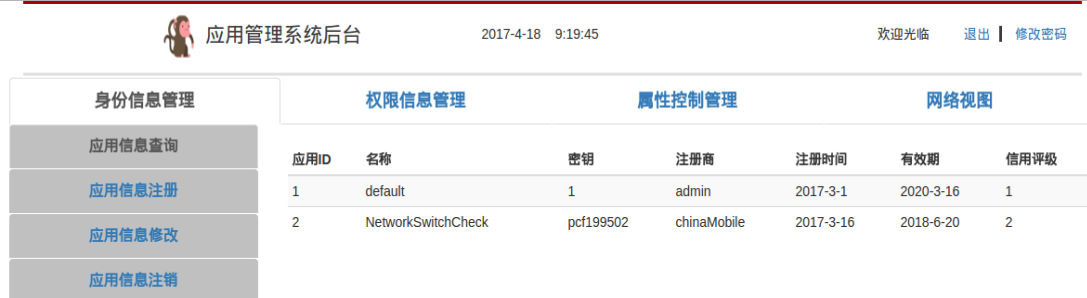 应用管理系统后台 2017-4-18 9:19:45 欢迎光临 退出 | 修改密码
身份信息管理 权限信息管理 属性控制管理 网络视图
应用信息查询
应用信息注册
应用信息修改
应用信息注销
应用ID 名称 密钥 注册商 注册时间 有效期 信用评级
1 default 1 admin 2017-3-1 2020-3-16 1
2 NetworkSwitchCheck pcf199502 chinaMobile 2017-3-16 2018-6-20 2